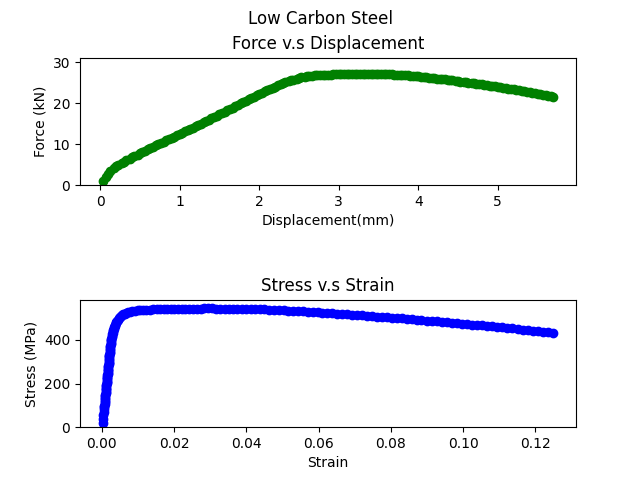 Low Carbon Steel
Force v.s Displacement
30
20
10
0
Force (kN)
0 1 2 3 4 5
Displacement(mm)
Stress v.s Strain
400
200
0
Stress (MPa)
0.00 0.02 0.04 0.06 0.08 0.10 0.12
Strain